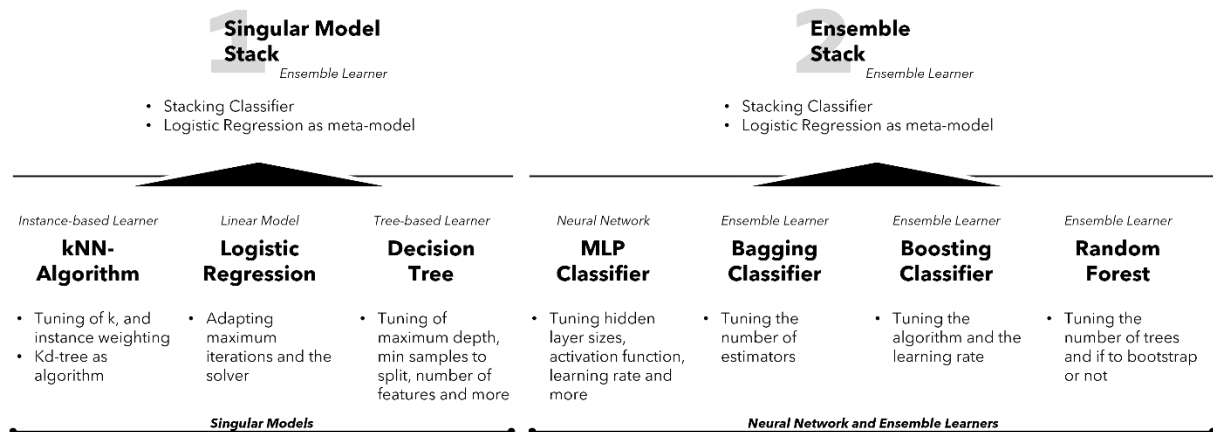 1
Singular Model
Stack
Ensemble Learner
• Stacking Classifier
• Logistic Regression as meta-model
2
Ensemble
Stack
Ensemble Learner
• Stacking Classifier
• Logistic Regression as meta-model
Instance-based Learner
kNN-
Algorithm
• Tuning of k, and
instance weighting
• Kd-tree as
algorithm
Linear Model
Logistic
Regression
• Adapting
maximum
iterations and the
solver
Tree-based Learner
Decision
Tree
• Tuning of
maximum depth,
min samples to
split, number of
features and more
Singular Models
Neural Network
MLP
Classifier
• Tuning hidden
layer sizes,
activation function,
learning rate and
more
Ensemble Learner
Bagging
Classifier
• Tuning the
number of
estimators
Ensemble Learner
Boosting
Classifier
• Tuning the
algorithm and the
learning rate
Ensemble Learner
Random
Forest
• Tuning the
number of trees
and if to bootstrap
or not
Neural Network and Ensemble Learners